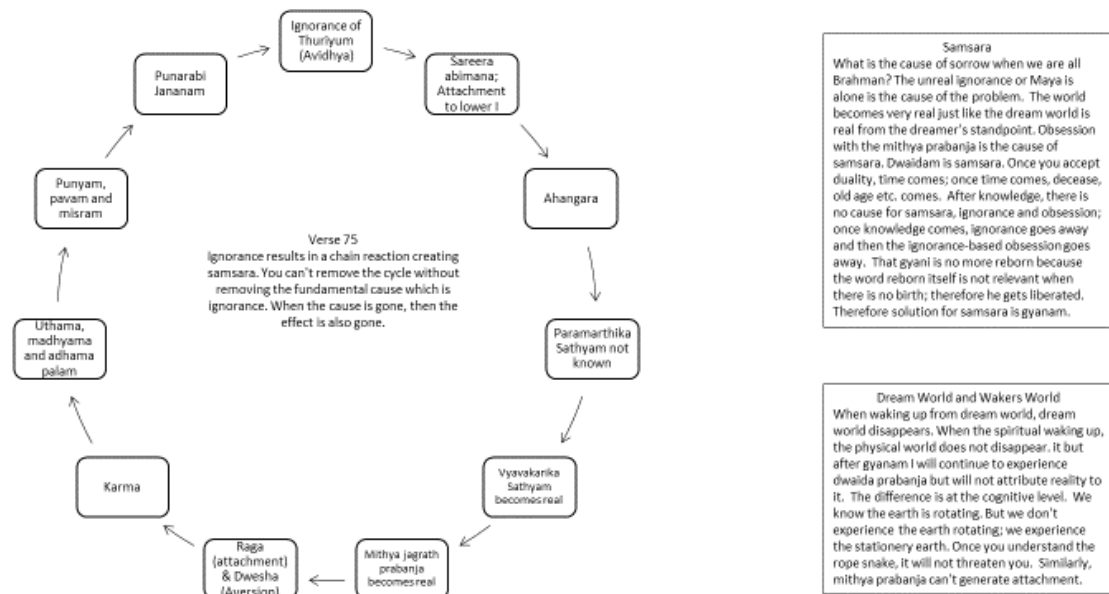 Ignorance of
Thuriyum
(Avidhya)
Sareera
abimana;
Attachment
to lower I
Ahangara
Paramarthika
Sathyam not
known
Vyavakarika
Sathyam
becomes real
Mithya jagrath
prabanja
becomes real
Raga
(attachment)
& Dwesha
(Aversion)
Karma
Uthama,
madhyama
and adhama
palam
Punyam,
pavam and
misram
Punarabi
Jananam
Verse 75
Ignorance results in a chain reaction creating
samsara. You can't remove the cycle without
removing the fundamental cause which is
ignorance. When the cause is gone, then the
effect is also gone.
Samsara
What is the cause of sorrow when we are all
Brahman? The unreal ignorance or Maya is
alone is the cause of the problem. The world
becomes very real just like the dream world is
real from the dreamer's standpoint. Obsession
with the mithya prabanja is the cause of
samsara. Dwaidam is samsara. Once you accept
duality, time comes; once time comes, decease,
old age etc. comes. After knowledge, there is
no cause for samsara, ignorance and obsession;
once knowledge comes, ignorance goes away
and then the ignorance-based obsession goes
away. That gyani is no more reborn because
the word reborn itself is not relevant when
there is no birth; therefore he gets liberated.
Therefore solution for samsara is gyanam.
Dream World and Wakers World
When waking up from dream world, dream
world disappears. When the spiritual waking up,
the physical world does not disappear. it but
after gyanam I will continue to experience
dwaida prabanja but will not attribute reality to
it. The difference is at the cognitive level. We
know the earth is rotating. But we don't
experience the earth rotating; we experience
the stationery earth. Once you understand the
rope snake, it will not threaten you. Similarly,
mithya prabanja can't generate attachment.